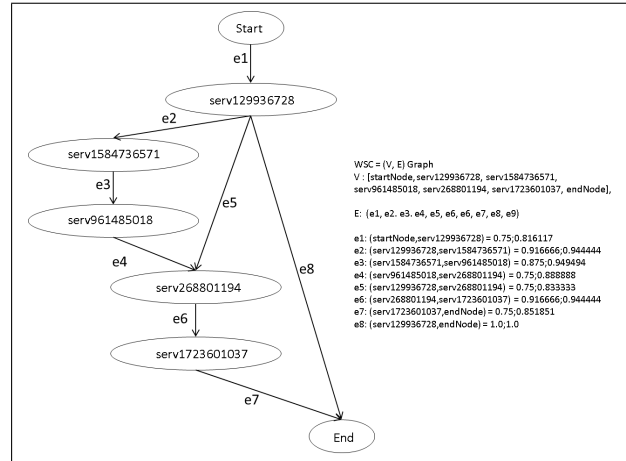 Start
e1
serv129936728
e2
serv1584736571
e3
serv961485018
e5
e4
e8
serv268801194
e6
serv1723601037
e7
End
WSC = (V, E) Graph
V : [startNode,serv129936728, serv1584736571,
serv961485018, serv268801194, serv1723601037, endNode],
E: (e1, e2. e3. e4, e5, e6, e6, e7, e8, e9)
e1: (startNode,serv129936728) = 0.75;0.816117
e2: (serv129936728,serv1584736571) = 0.916666;0.944444
e3: (serv1584736571,serv961485018) = 0.875;0.949494
e4: (serv961485018,serv268801194) = 0.75;0.888888
e5: (serv129936728,serv268801194) = 0.75;0.833333
e6: (serv268801194,serv1723601037) = 0.916666;0.944444
e7: (serv1723601037,endNode) = 0.75;0.851851
e8: (serv129936728,endNode) = 1.0;1.0